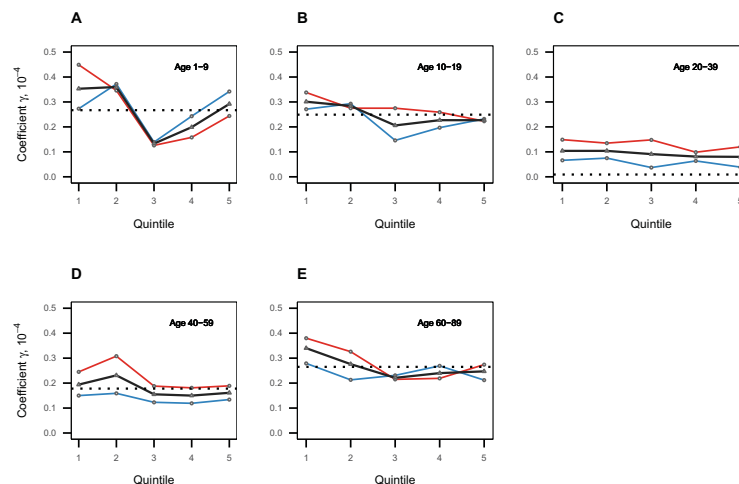 A
B
C
Coefficient γ, 10⁻⁴
0.5
0.4
0.3
0.2
0.1
0.0
Age 1−9
1 2 3 4 5
Quintile
0.5
0.4
0.3
0.2
0.1
0.0
Age 10−19
1 2 3 4 5
Quintile
0.5
0.4
0.3
0.2
0.1
0.0
Age 20−39
1 2 3 4 5
Quintile
D
E
Coefficient γ, 10⁻⁴
0.5
0.4
0.3
0.2
0.1
0.0
Age 40−59
1 2 3 4 5
Quintile
0.5
0.4
0.3
0.2
0.1
0.0
Age 60−89
1 2 3 4 5
Quintile